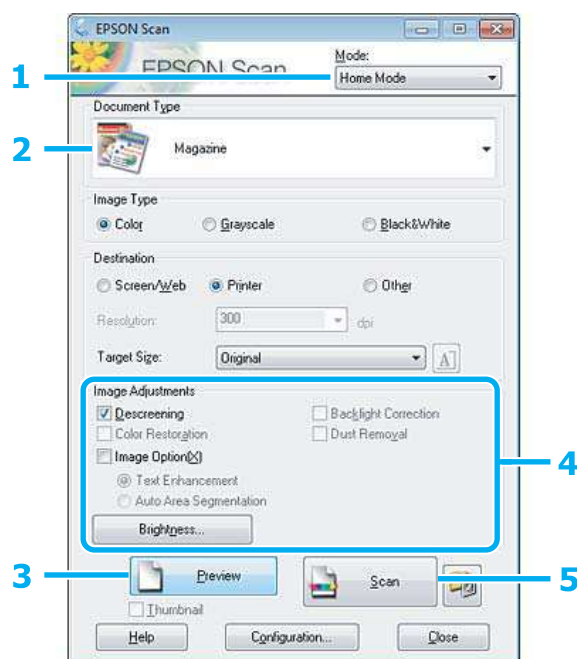 EPSON Scan
EPSON Scan
Mode:
1
Home Mode
Document Type
2
Magazine
Image Type
Color Grayscale Black&White
Destination
Screen/Web Printer Other
Resolution: 300 dpi
Target Size: Original A
Image Adjustments
Descreening Backlight Correction
Color Restoration Dust Removal
Image Option(X)
4
Text Enhancement
Auto Area Segmentation
Brightness...
3 Preview Scan 5
Thumbnail
Help Configuration... Close